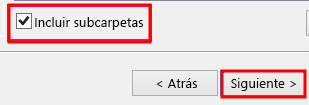 Incluir subcarpetas
< Atrás
Siguiente >